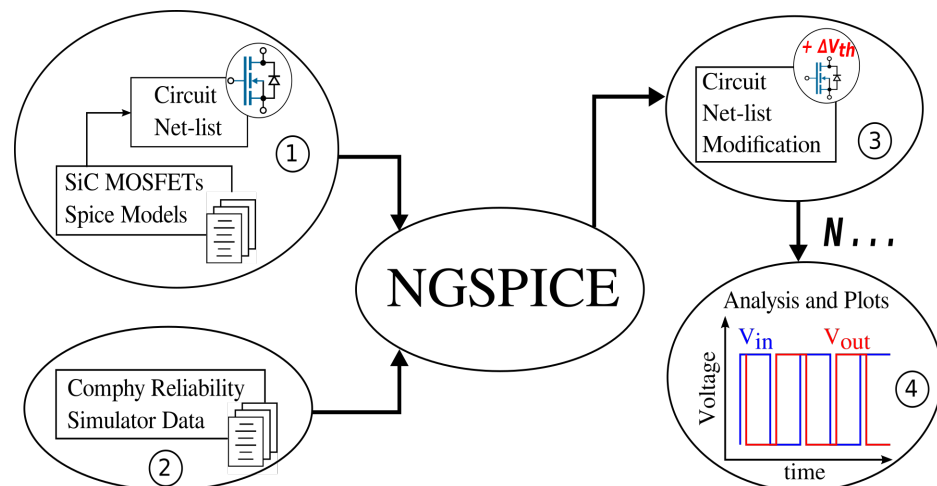 Circuit
Net-list
1
SiC MOSFETs
Spice Models
Comphy Reliability
Simulator Data
2
NGSPICE
+ ΔVth
Circuit
Net-list
Modification
3
N...
Analysis and Plots
Vin
Vout
Voltage
time
4